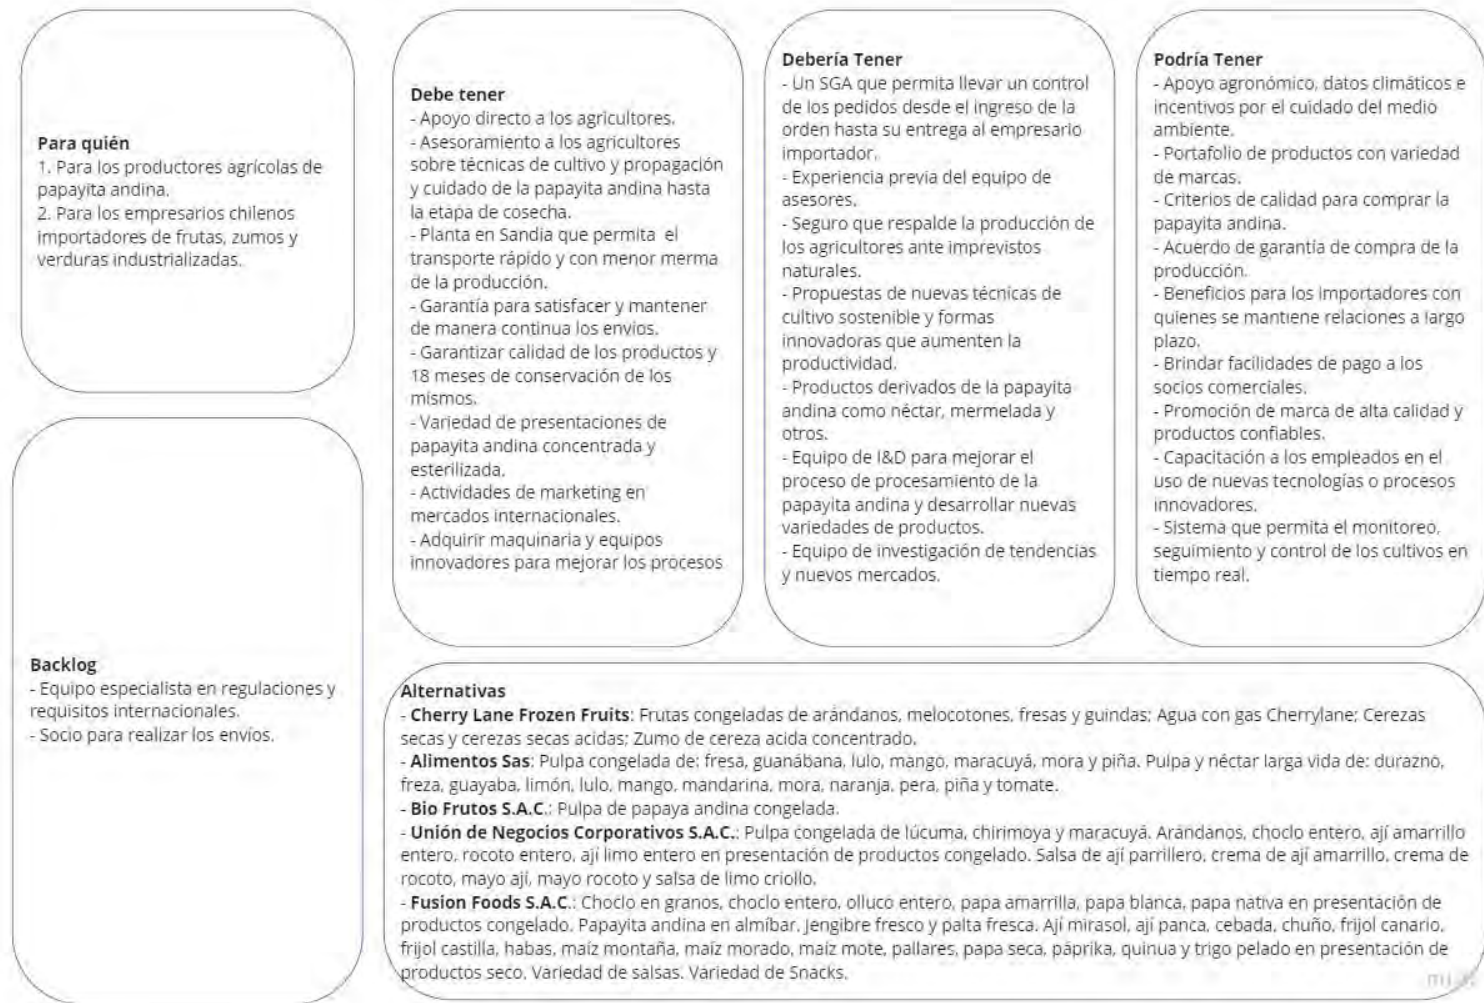 Para quién
1. Para los productores agrícolas de
papayita andina.
2. Para los empresarios chilenos
importadores de frutas, zumos y
verduras industrializadas.
Debe tener
- Apoyo directo a los agricultores.
- Asesoramiento a los agricultores
sobre técnicas de cultivo y propagación
y cuidado de la papayita andina hasta
la etapa de cosecha.
- Planta en Sandia que permita el
transporte rápido y con menor merma
de la producción.
- Garantía para satisfacer y mantener
de manera continua los envíos.
- Garantizar calidad de los productos y
18 meses de conservación de los
mismos.
- Variedad de presentaciones de
papayita andina concentrada y
esterilizada.
- Actividades de marketing en
mercados internacionales.
- Adquirir maquinaria y equipos
innovadores para mejorar los procesos
Debería Tener
- Un SGA que permita llevar un control
de los pedidos desde el ingreso de la
orden hasta su entrega al empresario
importador.
- Experiencia previa del equipo de
asesores.
- Seguro que respalde la producción de
los agricultores ante imprevistos
naturales.
- Propuestas de nuevas técnicas de
cultivo sostenible y formas
innovadoras que aumenten la
productividad.
- Productos derivados de la papayita
andina como néctar, mermelada y
otros.
- Equipo de I&D para mejorar el
proceso de procesamiento de la
papayita andina y desarrollar nuevas
variedades de productos.
- Equipo de investigación de tendencias
y nuevos mercados.
Podría Tener
- Apoyo agronómico, datos climáticos e
incentivos por el cuidado del medio
ambiente.
- Portafolio de productos con variedad
de marcas.
- Criterios de calidad para comprar la
papayita andina.
- Acuerdo de garantía de compra de la
producción.
- Beneficios para los importadores con
quienes se mantiene relaciones a largo
plazo.
- Brindar facilidades de pago a los
socios comerciales.
- Promoción de marca de alta calidad y
productos confiables.
- Capacitación a los empleados en el
uso de nuevas tecnologías o procesos
innovadores.
- Sistema que permita el monitoreo,
seguimiento y control de los cultivos en
tiempo real.
Backlog
- Equipo especialista en regulaciones y
requisitos internacionales.
- Socio para realizar los envíos.
Alternativas
- Cherry Lane Frozen Fruits: Frutas congeladas de arándanos, melocotones, fresas y guindas; Agua con gas Cherrylane; Cerezas
secas y cerezas secas acidas; Zumo de cereza acida concentrado.
- Alimentos Sas: Pulpa congelada de: fresa, guanábana, lulo, mango, maracuyá, mora y piña. Pulpa y néctar larga vida de: durazno,
freza, guayaba, limón, lulo, mango, mandarina, mora, naranja, pera, piña y tomate.
- Bio Frutos S.A.C.: Pulpa de papaya andina congelada.
- Unión de Negocios Corporativos S.A.C.: Pulpa congelada de lúcuma, chirimoya y maracuyá. Arándanos, choclo entero, ají amarrillo
entero, rocoto entero, ají limo entero en presentación de productos congelado. Salsa de ají parrillero, crema de ají amarrillo, crema de
rocoto, mayo ají, mayo rocoto y salsa de limo criollo.
- Fusion Foods S.A.C.: Choclo en granos, choclo entero, olluco entero, papa amarrilla, papa blanca, papa nativa en presentación de
productos congelado. Papayita andina en almíbar. Jengibre fresco y palta fresca. Ají mirasol, ají panca, cebada, chuño, frijol canario,
frijol castilla, habas, maíz montaña, maíz morado, maíz mote, pallares, papa seca, páprika, quinua y trigo pelado en presentación de
productos seco. Variedad de salsas. Variedad de Snacks.